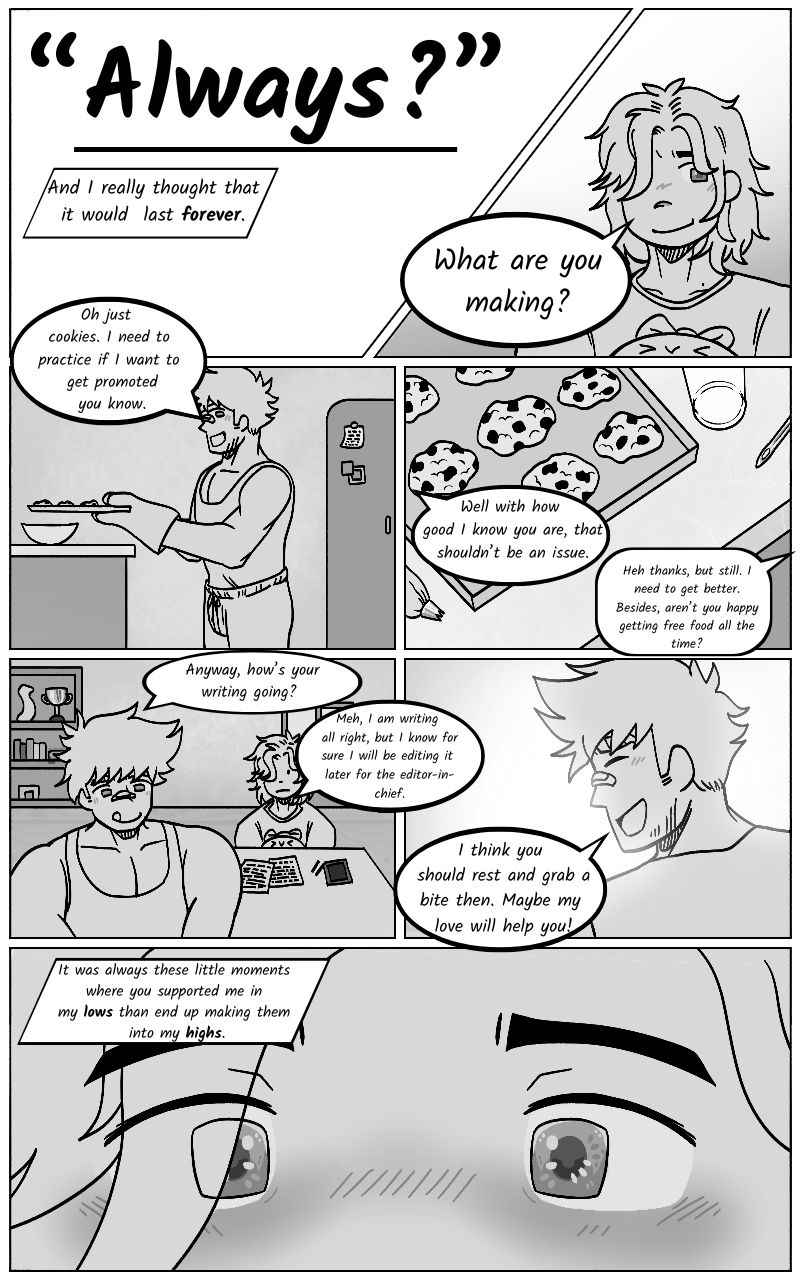 “Always?”
And I really thought that
it would last forever.
What are you
making?
Oh just
cookies. I need to
practice if I want to
get promoted
you know.
Well with how
good I know you are, that
shouldn't be an issue.
Heh thanks, but still. I
need to get better.
Besides, aren't you happy
getting free food all the
time?
Anyway, how's your
writing going?
Meh, I am writing
all right, but I know for
sure I will be editing it
later for the editor-in-
chief.
I think you
should rest and grab a
bite then. Maybe my
love will help you!
It was always these little moments
where you supported me in
my lows than end up making them
into my highs.